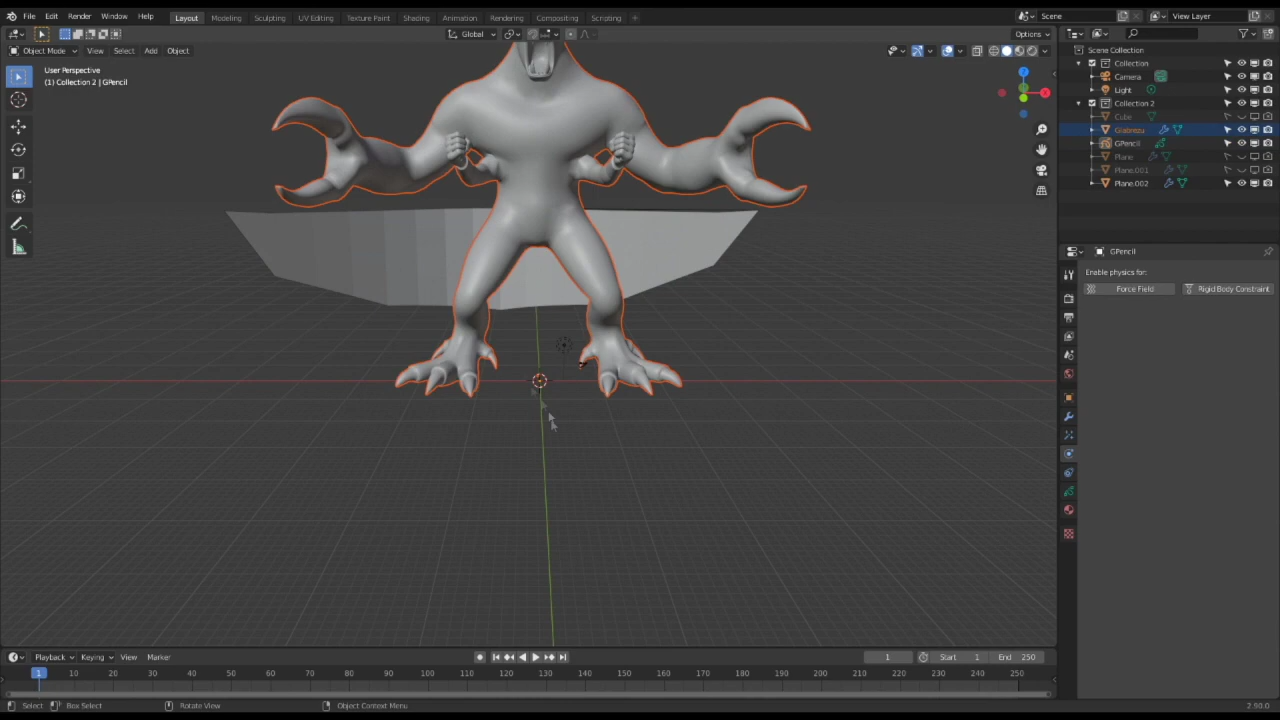 File Edit Render Window Help Layout Modeling Sculpting UV Editing Texture Paint Shading Animation Rendering Compositing Scripting + Scene View Layer
Global Options
Object Mode View Select Add Object
User Perspective
(1) Collection 2 | GPencil
Scene Collection
Collection
Camera
Light
Collection 2
Cube
Glabrezu
GPencil
Plane
Plane.001
Plane.002
GPencil
Enable physics for:
Force Field Rigid Body Constraint
Playback Keying View Marker 1 Start 1 End 250
1 10 20 30 40 50 60 70 80 90 100 110 120 130 140 150 160 170 180 190 200 210 220 230 240 250
Select Box Select Rotate View Object Context Menu 2.90.0